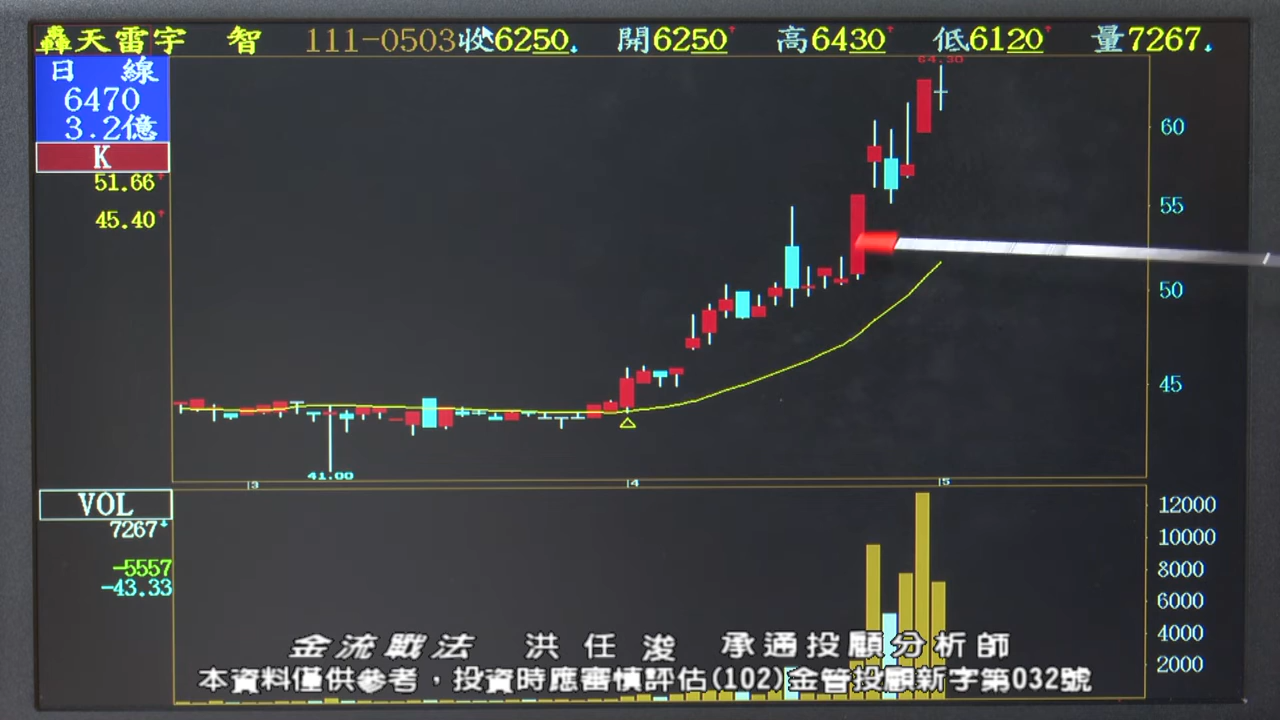 轟天雷宇 智 111-0503收6250 開6250 高6430 低6120 量7267
日 線
6470
3.2億
K
51.66
45.40
64.30
60
55
50
45
41.00
3 4 5
VOL
7267
-5557
-43.33
12000
10000
8000
6000
4000
2000
金流戰法 洪任浚 承通投顧分析師
本資料僅供參考，投資時應審慎評估(102)金管投顧新字第032號